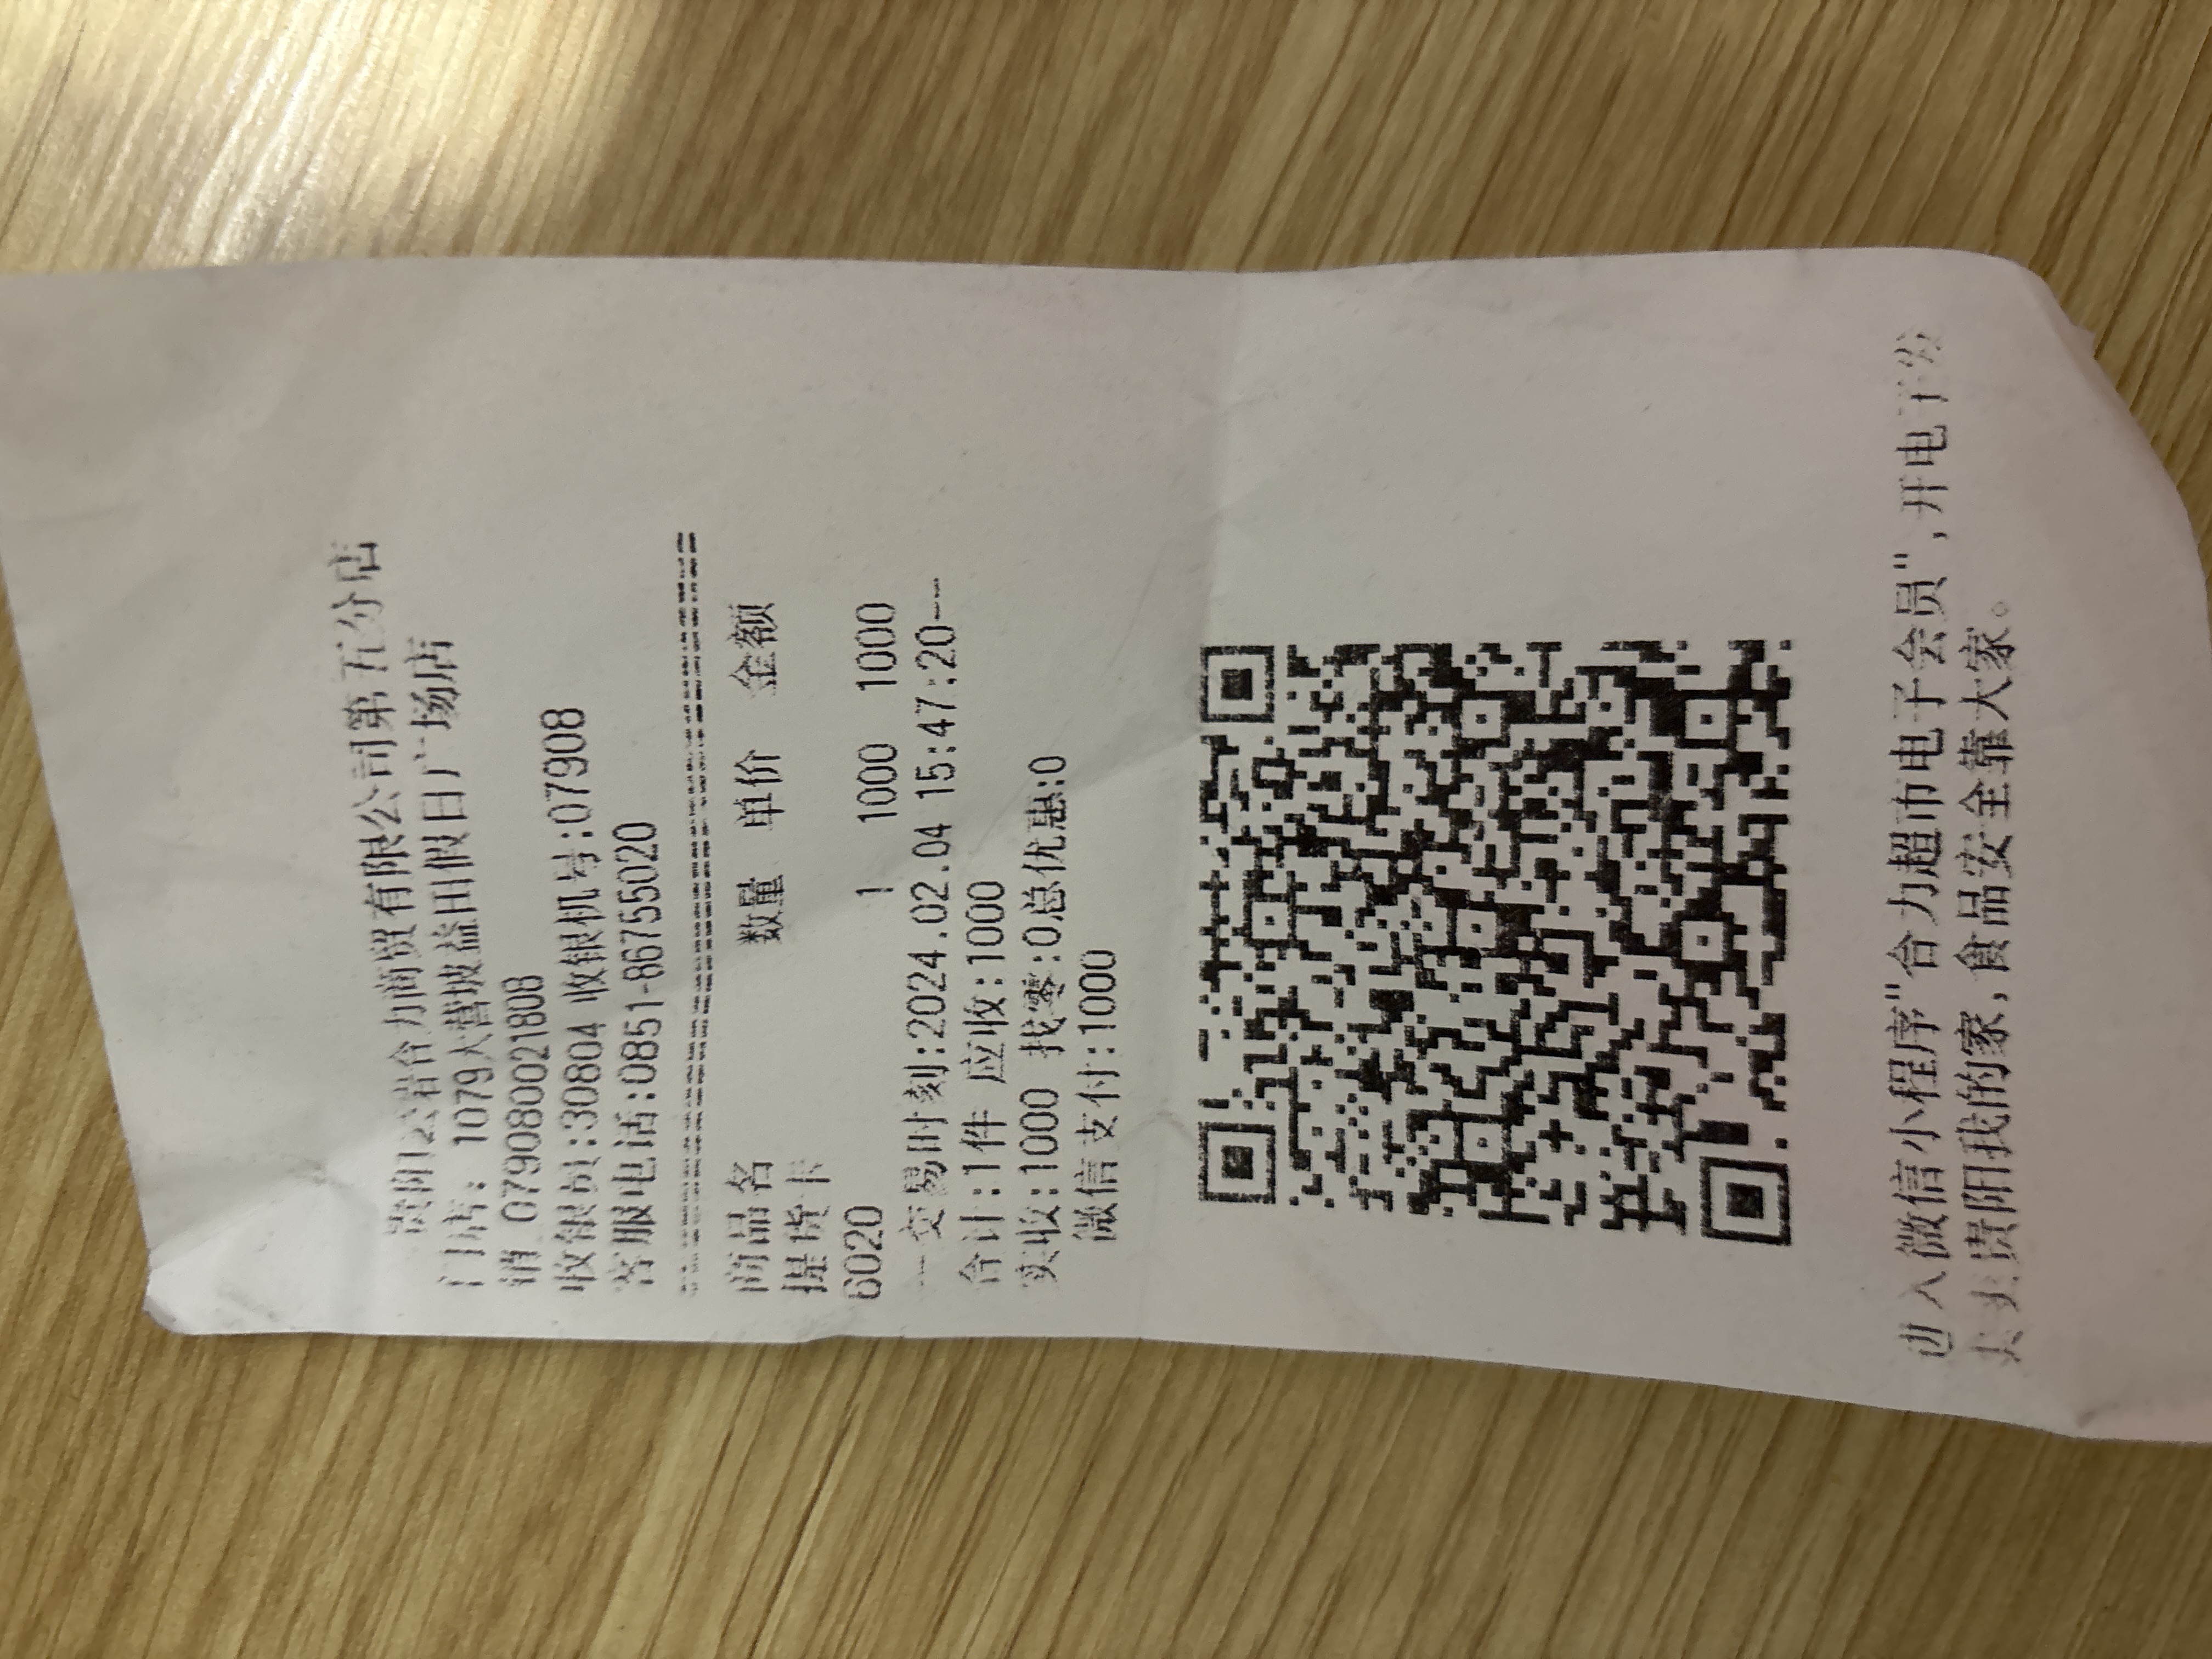 贵阳云岩合力商贸有限公司第五分店
门店: 1079大营坡益田假日广场店
消 079080021808
收银员:30804 收银机号:07908
客服电话:0851-86755020
商品名 数量 单价 金额
提货卡
6020 1 1000 1000
--交易时刻:2024.02.04 15:47:20--
合计:1件 应收:1000
实收:1000 找零:0总优惠:0
微信支付:1000
进入微信小程序"合力超市电子会员",开电子
贵阳我的家,食品安全靠大家。